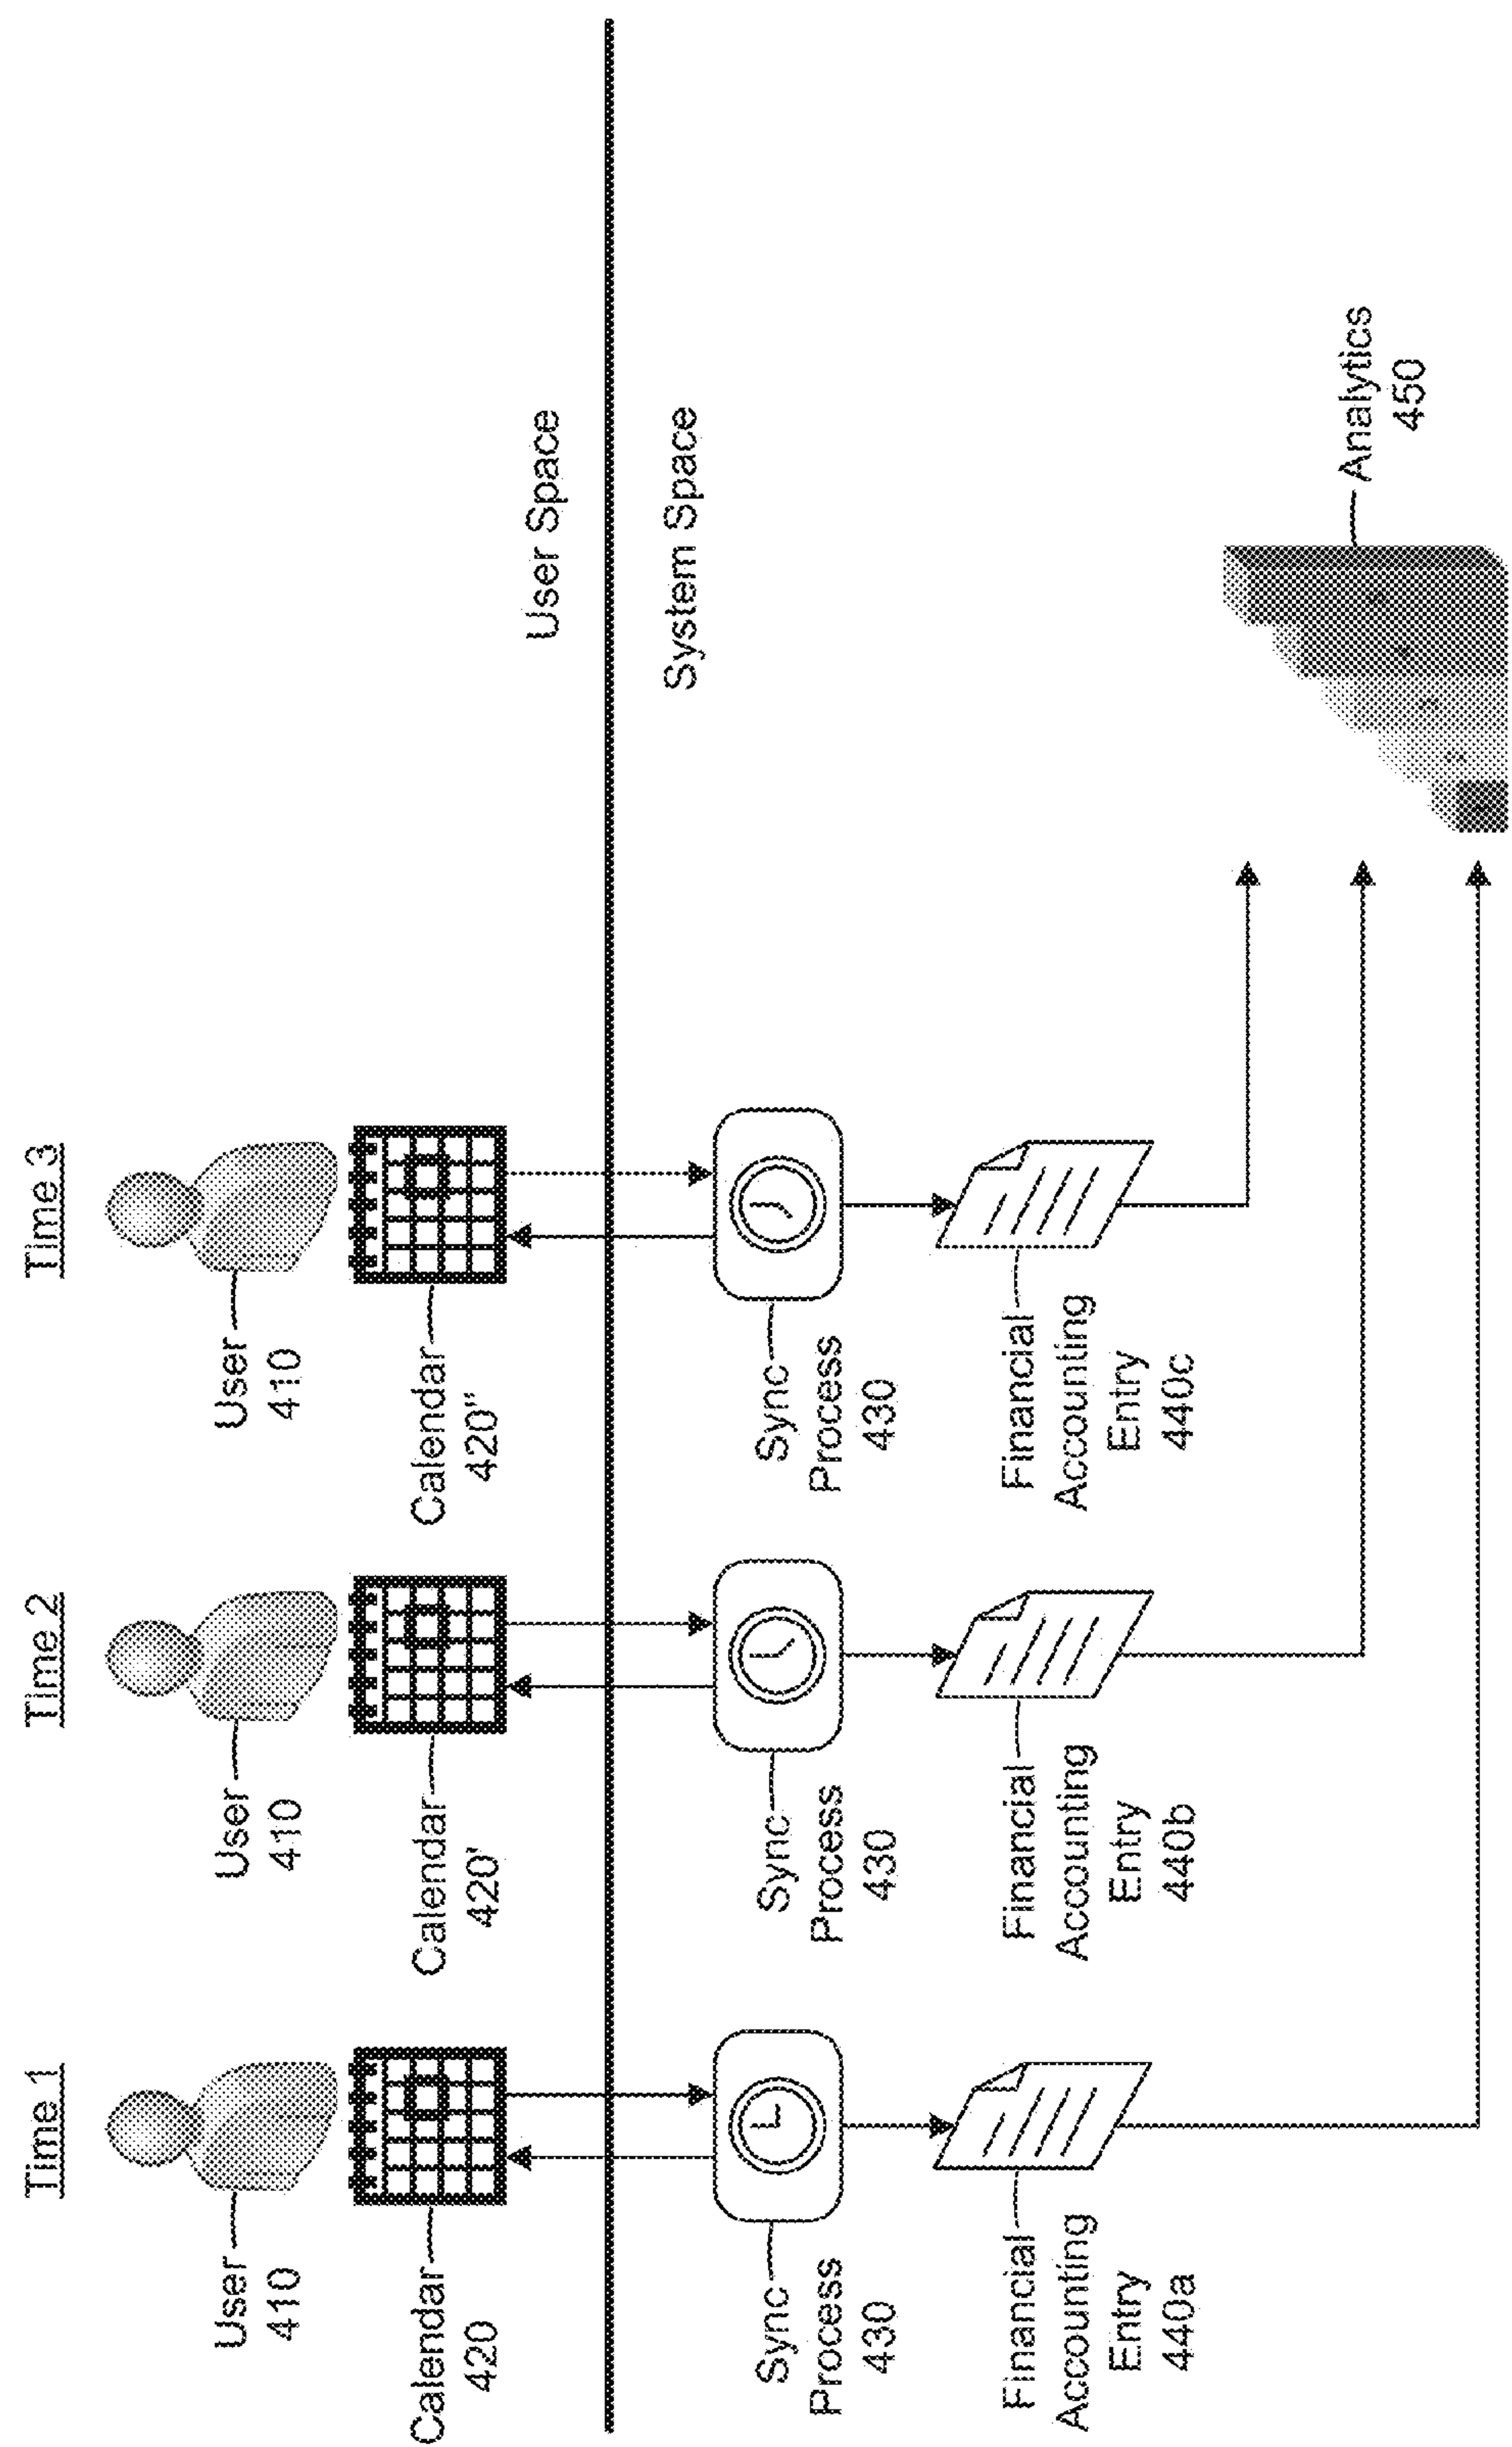 Time 1
Time 2
Time 3
User
410
User
410
User
410
Calendar
420
Calendar
420'
Calendar
420"
User Space
System Space
Sync
Process
430
Sync
Process
430
Sync
Process
430
Financial
Accounting
Entry
440a
Financial
Accounting
Entry
440b
Financial
Accounting
Entry
440c
Analytics
450